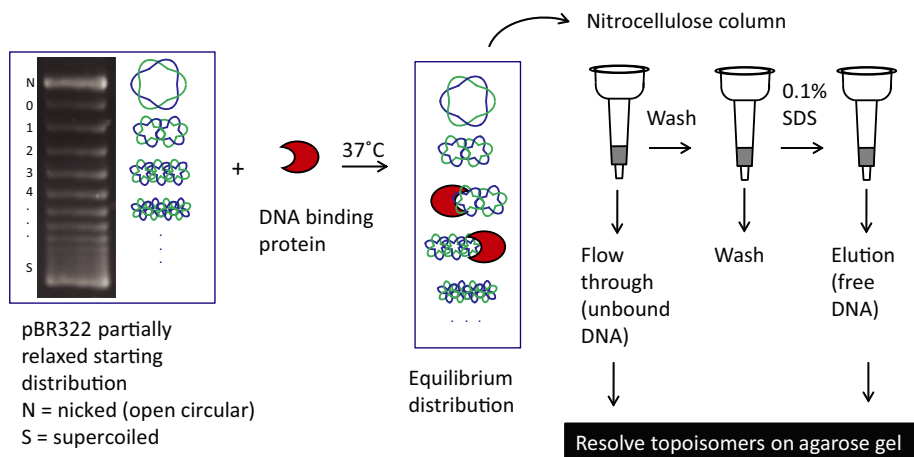 Nitrocellulose column
N
0
1
2
3
4
.
.
.
S
.
.
.
+
DNA binding
protein
37˚C
. . .
Wash
0.1%
SDS
Flow
through
(unbound
DNA)
Wash
Elution
(free
DNA)
pBR322 partially
relaxed starting
distribution
N = nicked (open circular)
S = supercoiled
Equilibrium
distribution
Resolve topoisomers on agarose gel